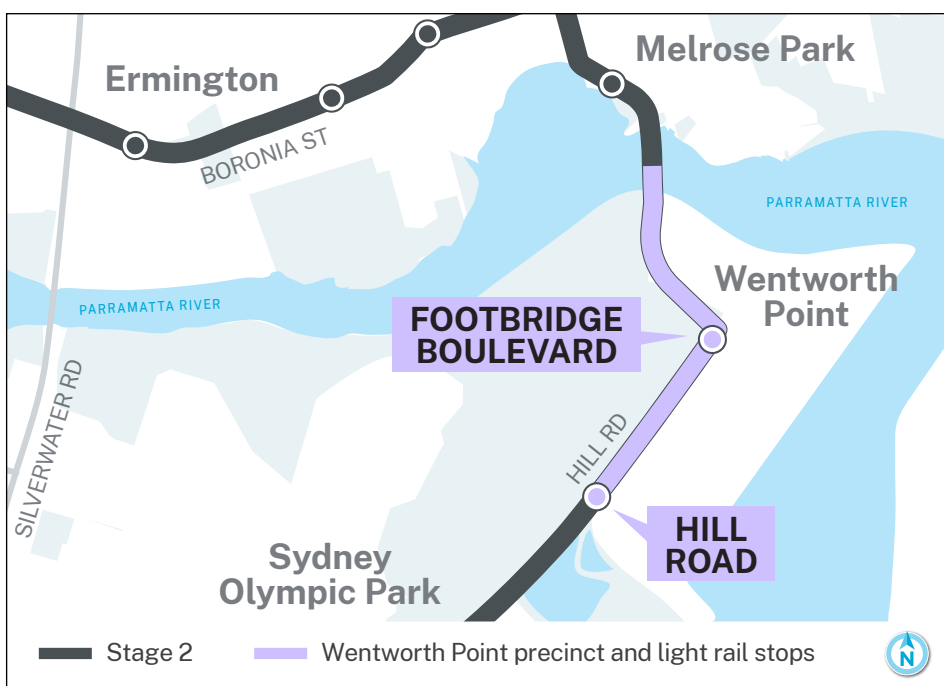 Melrose Park
Ermington
BORONIA ST
PARRAMATTA RIVER
Wentworth
Point
PARRAMATTA RIVER
FOOTBRIDGE
BOULEVARD
SILVERWATER RD
HILL RD
HILL
ROAD
Sydney
Olympic Park
Stage 2
Wentworth Point precinct and light rail stops
N